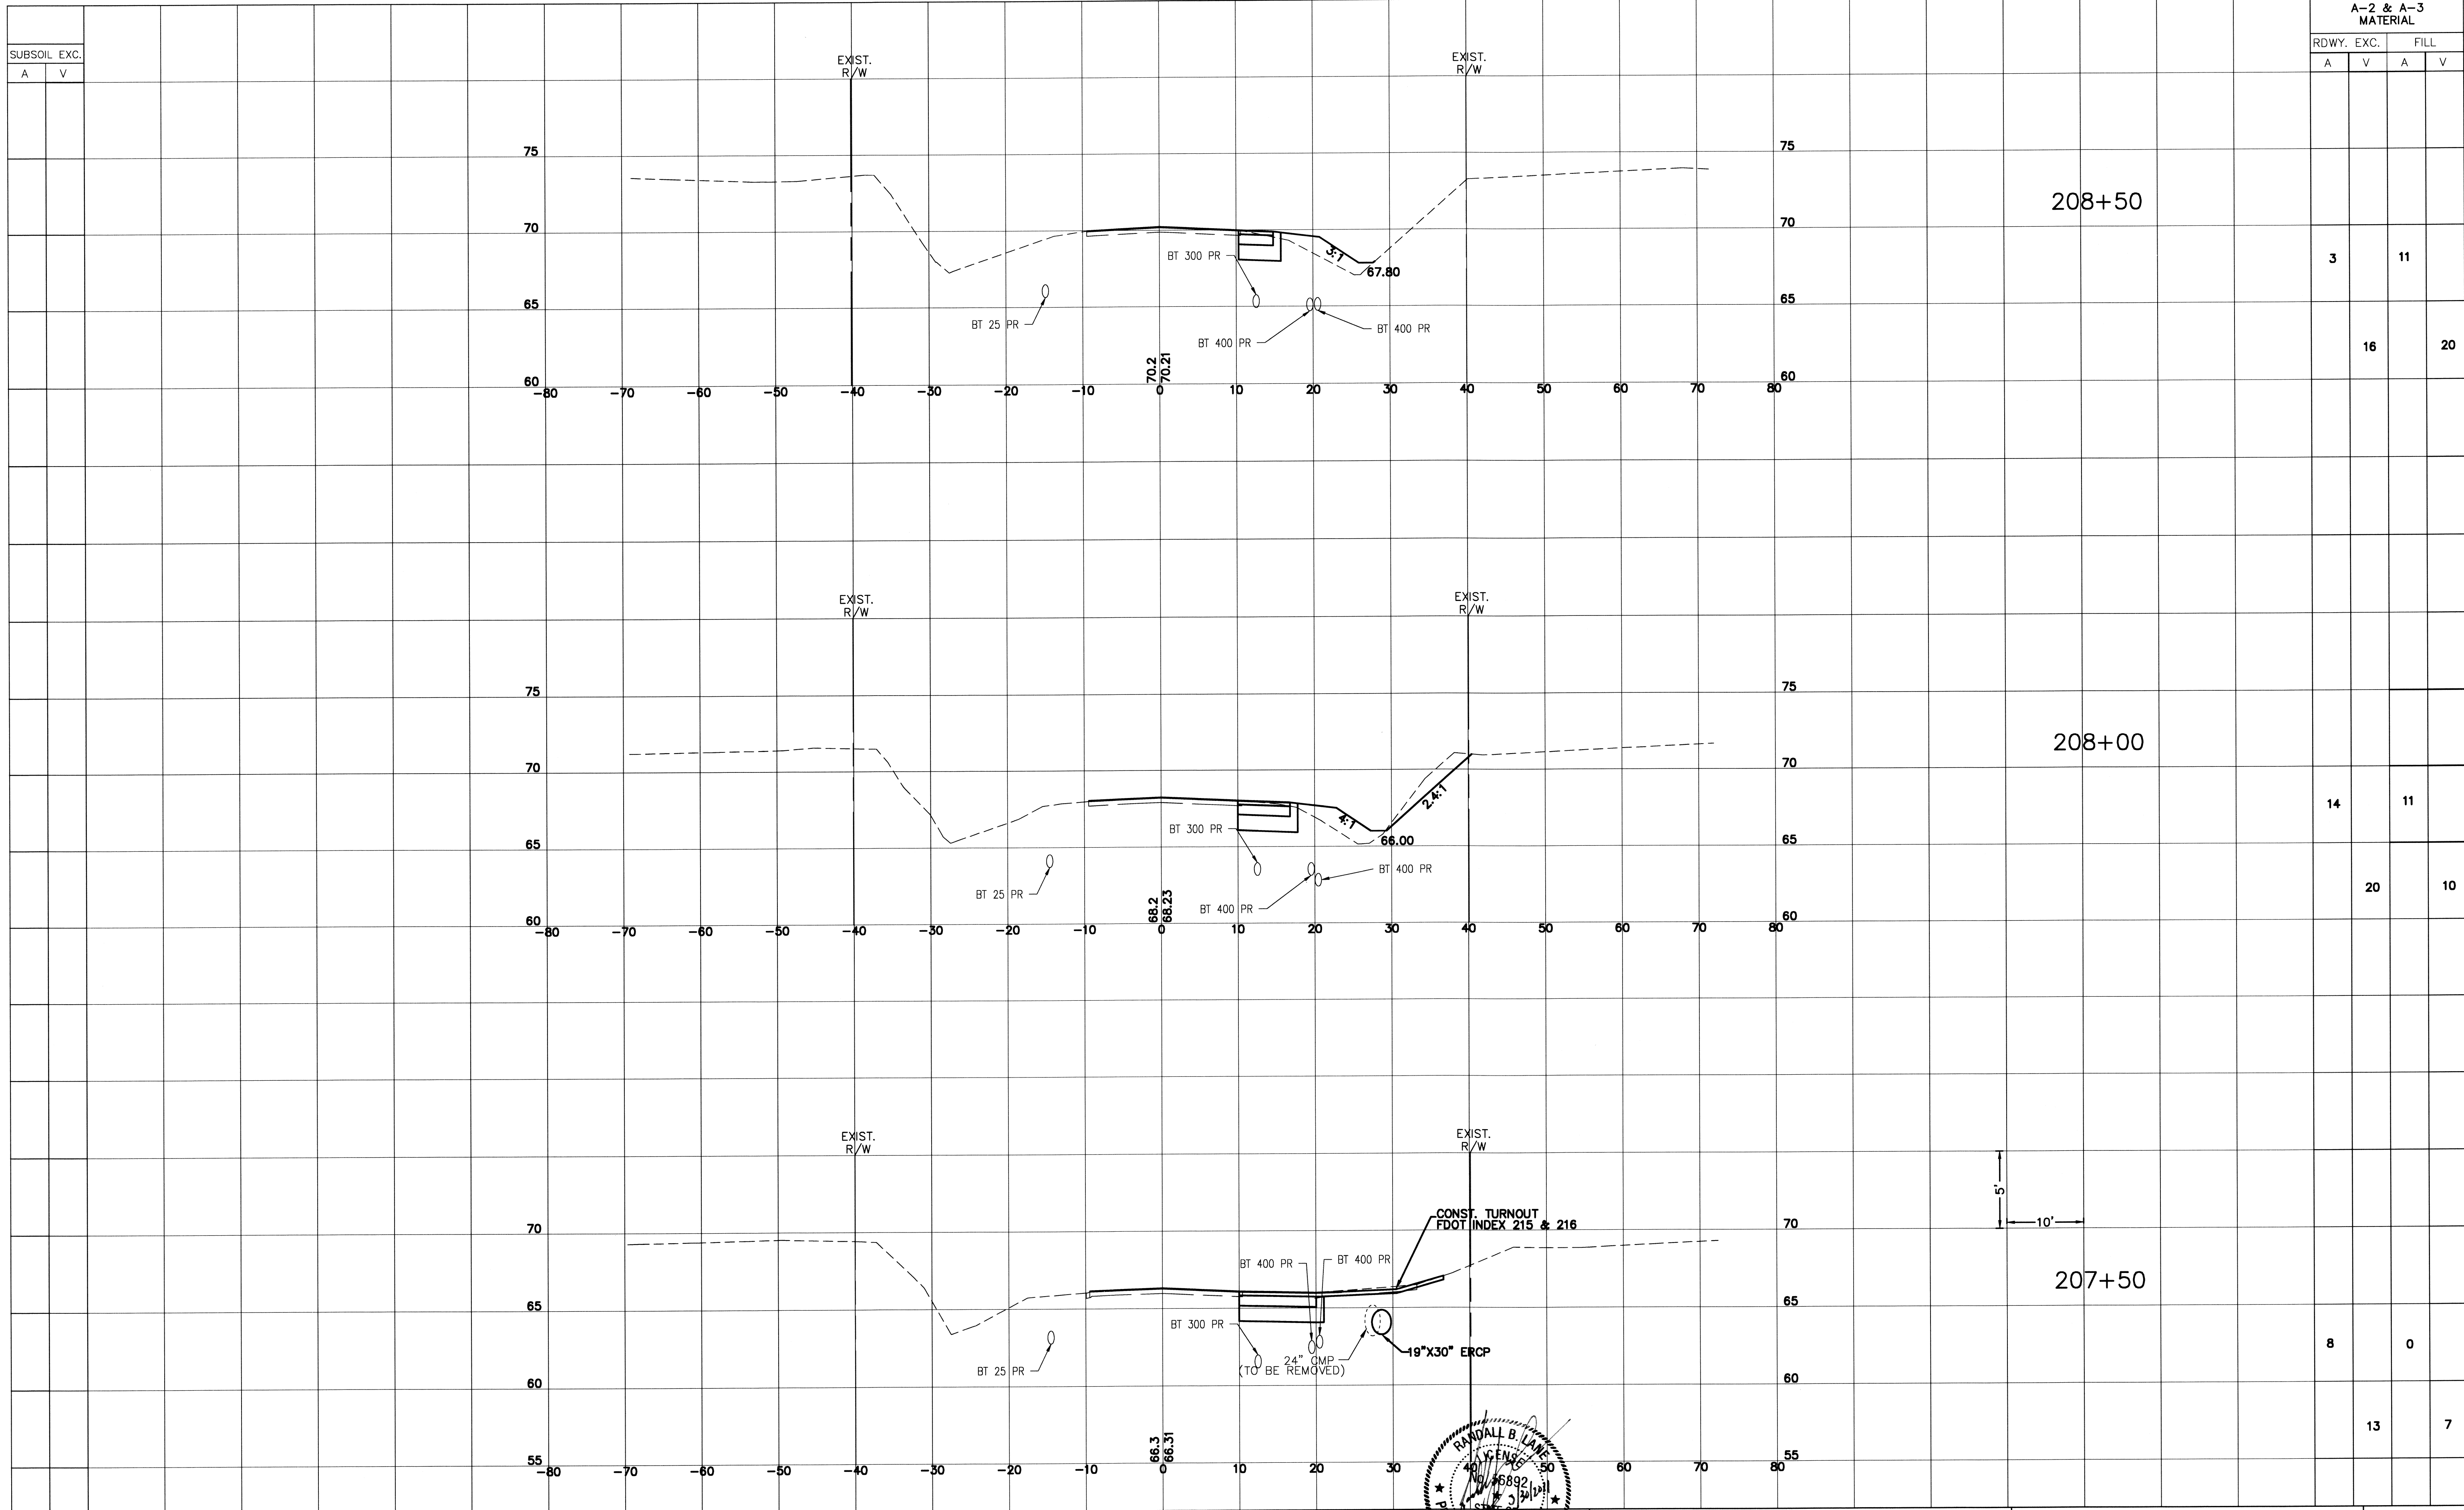 A-2 & A-3
MATERIAL
SUBSOIL EXC.
RDWY. EXC. FILL
A V
A V A V
EXIST.
R/W
EXIST.
R/W
75 75
208+50
70 70
3:1
BT 300 PR
67.80
3 11
65 65
BT 25 PR
BT 400 PR
BT 400 PR
16 20
70.2
70.21
60 60
-80 -70 -60 -50 -40 -30 -20 -10 0 10 20 30 40 50 60 70 80
EXIST.
R/W
EXIST.
R/W
75 75
208+00
70 70
2.4:1
14 11
4:1
BT 300 PR
66.00
65 65
BT 400 PR
BT 25 PR
BT 400 PR
20 10
68.2
68.23
60 60
-80 -70 -60 -50 -40 -30 -20 -10 0 10 20 30 40 50 60 70 80
EXIST.
R/W
EXIST.
R/W
5'
10'
CONST. TURNOUT
FDOT INDEX 215 & 216
70 70
BT 400 PR
BT 400 PR
207+50
65 65
BT 300 PR
8 0
19"X30" ERCP
24" CMP
(TO BE REMOVED)
BT 25 PR
60 60
13 7
66.3
66.31
55 55
-80 -70 -60 -50 -40 -30 -20 -10 0 10 20 30 40 50 60 70 80
RANDALL B. LANE
No. 56892